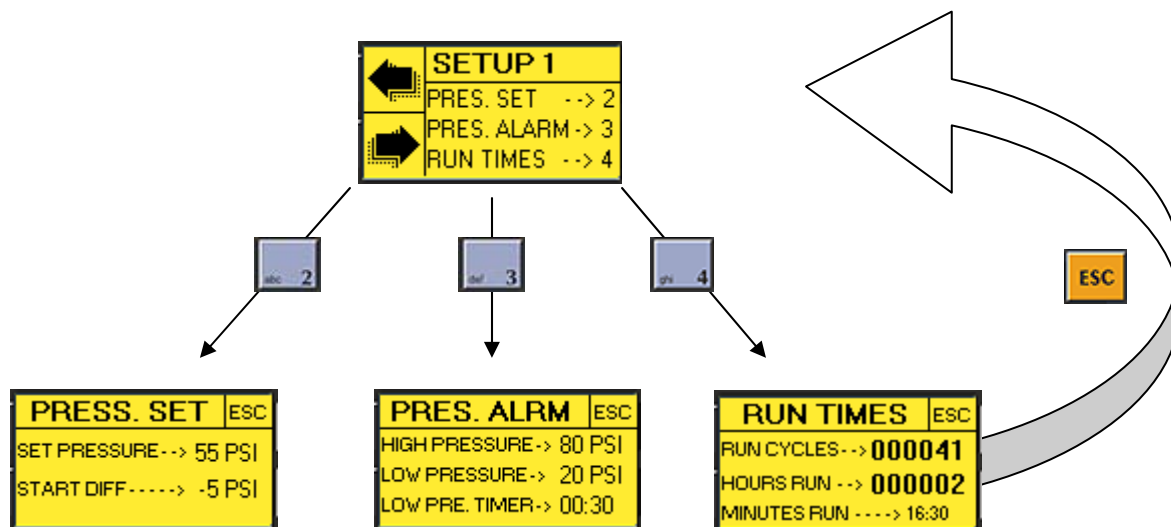 SETUP 1
PRES. SET --> 2
PRES. ALARM -> 3
RUN TIMES --> 4
abc 2
def 3
ghi 4
ESC
PRESS. SET ESC
SET PRESSURE--> 55 PSI
START DIFF-----> -5 PSI
PRES. ALRM ESC
HIGH PRESSURE-> 80 PSI
LOW PRESSURE-> 20 PSI
LOW PRE. TIMER-> 00:30
RUN TIMES ESC
RUN CYCLES--> 000041
HOURS RUN --> 000002
MINUTES RUN ----> 16:30